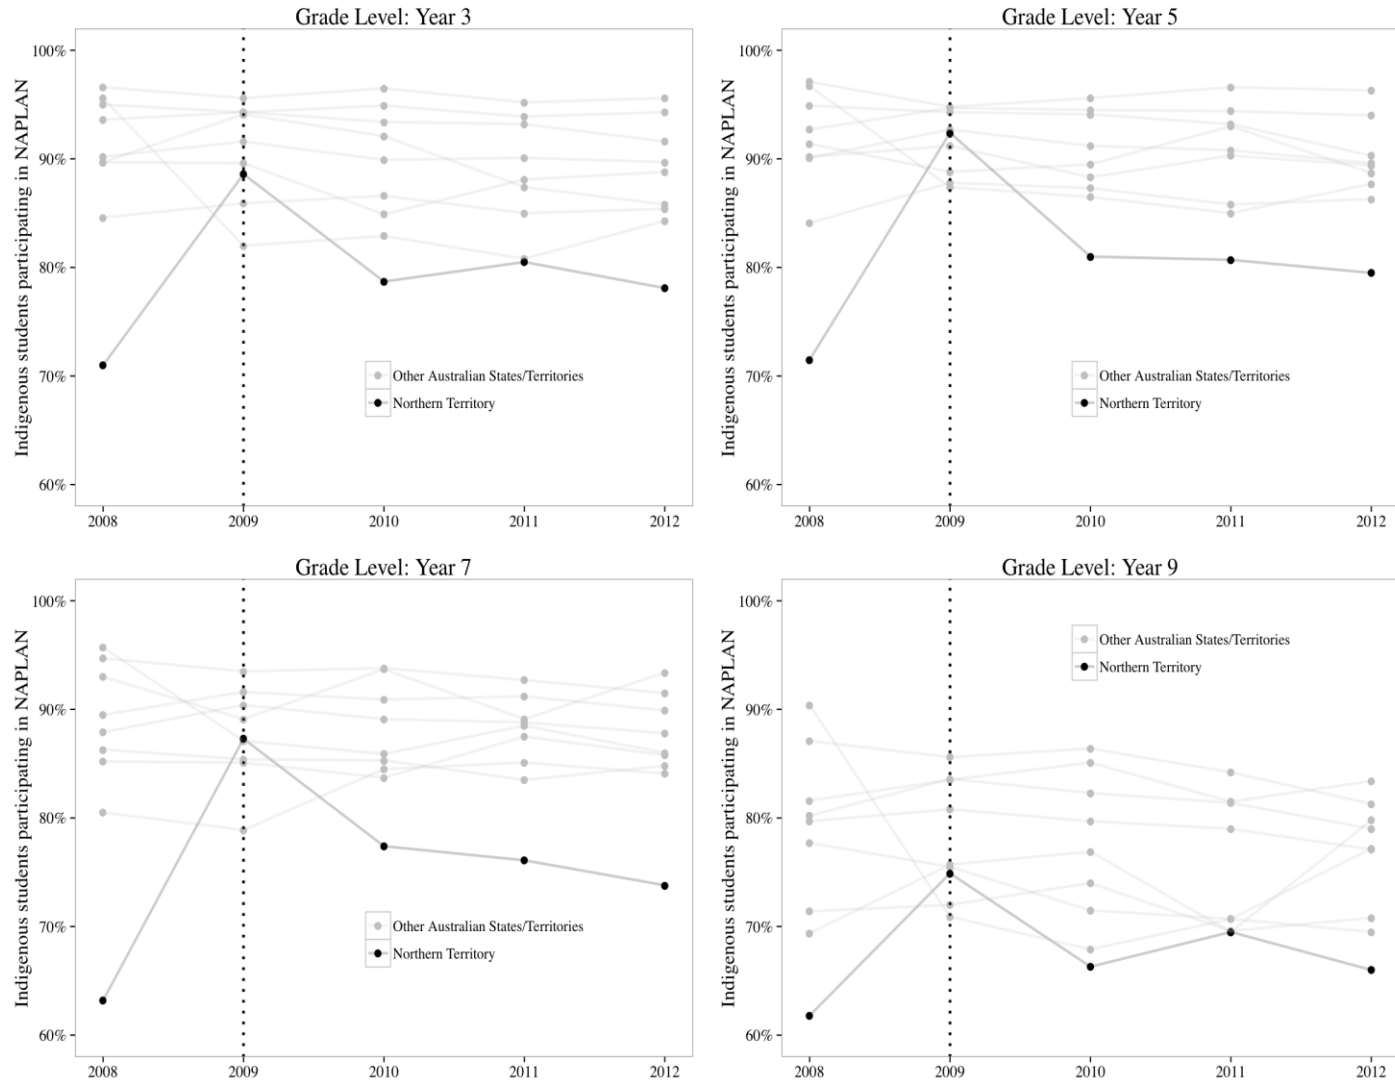 Grade Level: Year 3
Indigenous students participating in NAPLAN
100%
90%
80%
70%
60%
Other Australian States/Territories
Northern Territory
2008 2009 2010 2011 2012
Grade Level: Year 5
Indigenous students participating in NAPLAN
100%
90%
80%
70%
60%
Other Australian States/Territories
Northern Territory
2008 2009 2010 2011 2012
Grade Level: Year 7
Indigenous students participating in NAPLAN
100%
90%
80%
70%
60%
Other Australian States/Territories
Northern Territory
2008 2009 2010 2011 2012
Grade Level: Year 9
Indigenous students participating in NAPLAN
100%
90%
80%
70%
60%
Other Australian States/Territories
Northern Territory
2008 2009 2010 2011 2012